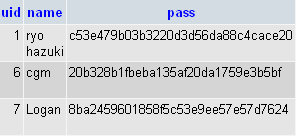 uid name pass
1 ryo hazuki c53e479b03b3220d3d56da88c4cace20
6 cgm 20b328b1fbeba135af20da1759e3b5bf
7 Logan 8ba2459601858f5c53e9ee57e57d7624